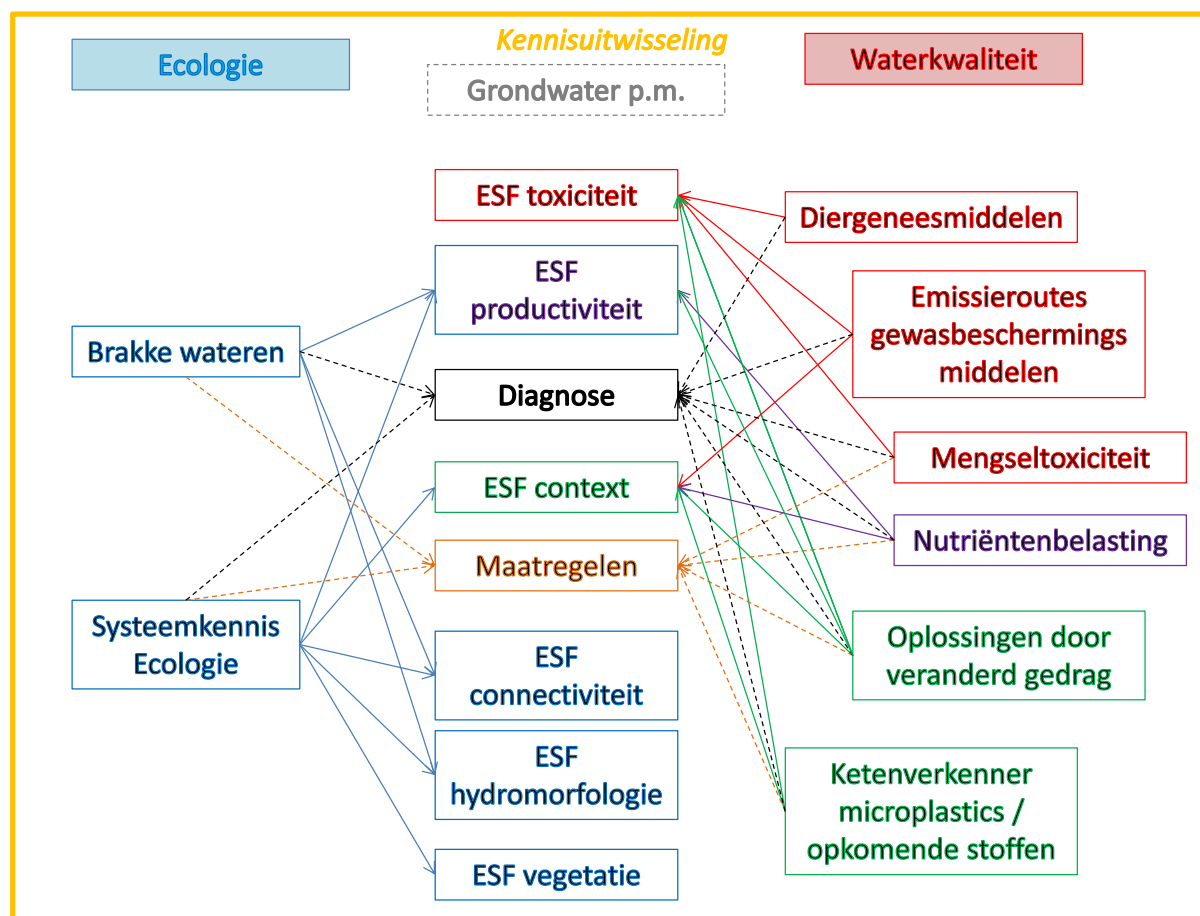 Kennisuitwisseling
Ecologie
Grondwater p.m.
Waterkwaliteit
Brakke wateren
Systeemkennis
Ecologie
ESF toxiciteit
ESF
productiviteit
Diagnose
ESF context
Maatregelen
ESF
connectiviteit
ESF
hydromorfologie
ESF vegetatie
Diergeneesmiddelen
Emissieroutes
gewasbeschermings
middelen
Mengseltoxiciteit
Nutriëntenbelasting
Oplossingen door
veranderd gedrag
Ketenverkenner
microplastics /
opkomende stoffen